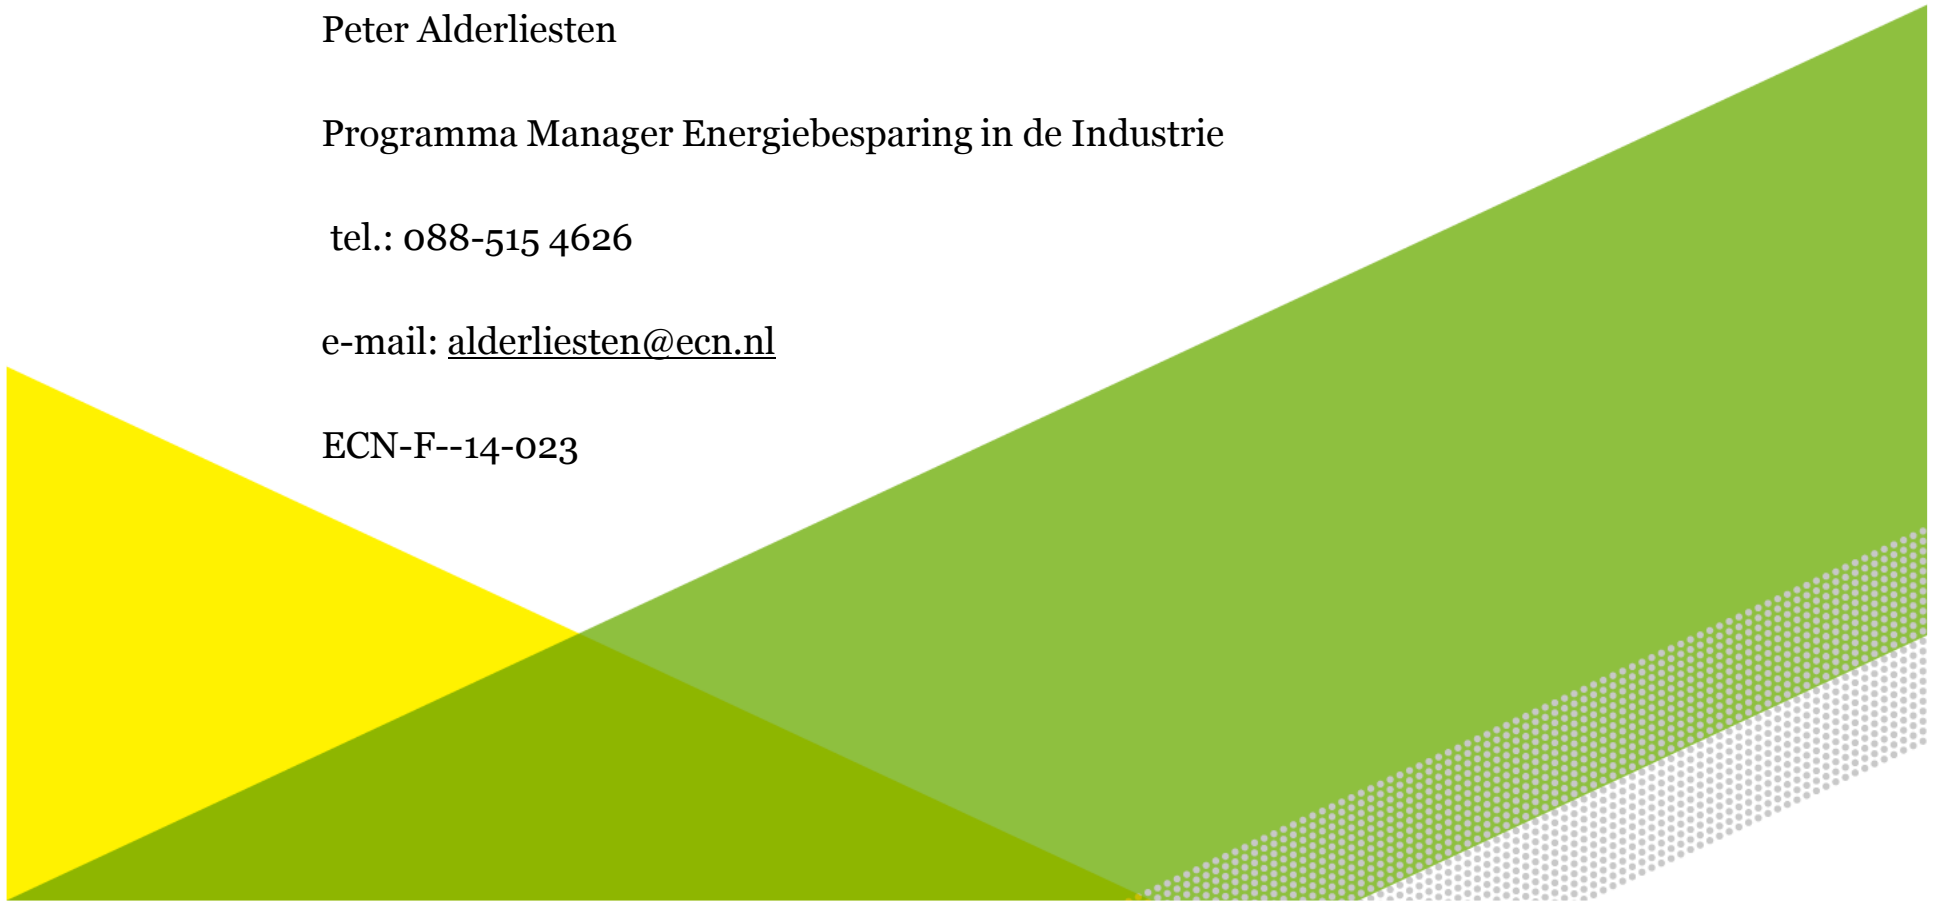 Peter Alderliesten
Programma Manager Energiebesparing in de Industrie
tel.: 088-515 4626
e-mail: alderliesten@ecn.nl
ECN-F--14-023